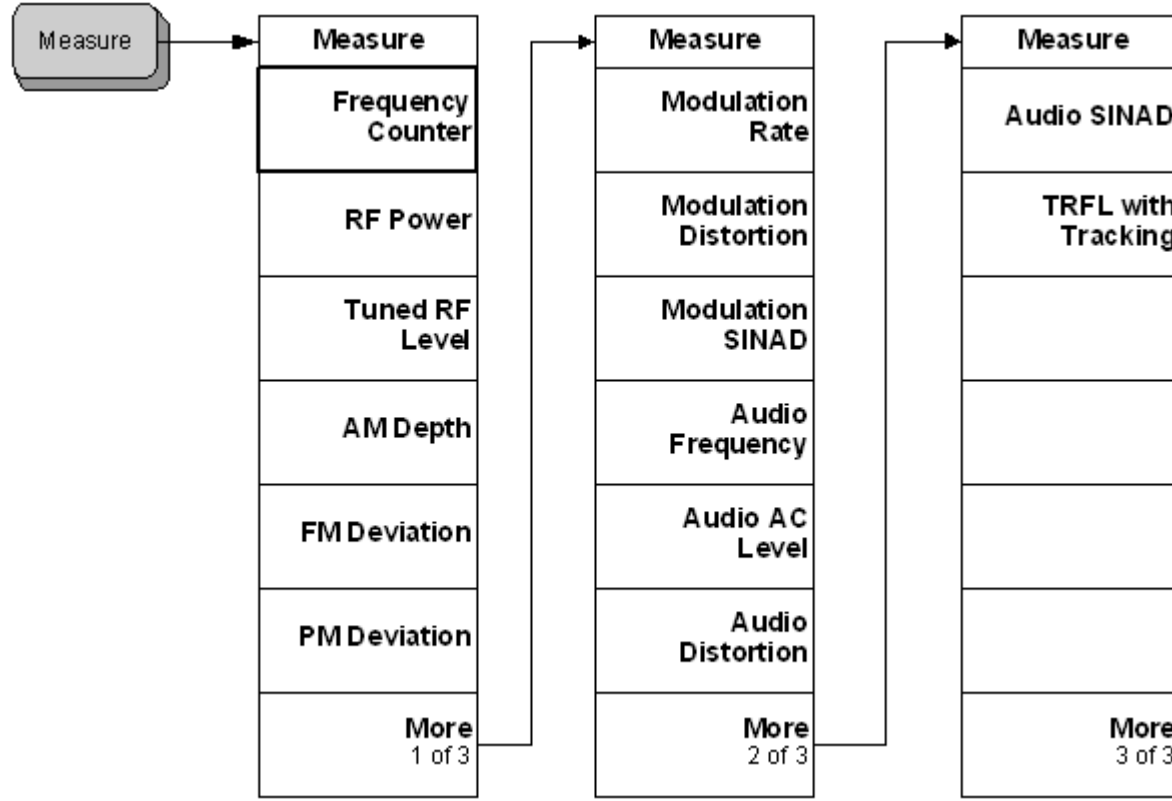 Measure
Measure
Frequency
Counter
RF Power
Tuned RF
Level
AM Depth
FM Deviation
PM Deviation
More
1 of 3
Measure
Modulation
Rate
Modulation
Distortion
Modulation
SINAD
Audio
Frequency
Audio AC
Level
Audio
Distortion
More
2 of 3
Measure
Audio SINAD
TRFL with
Tracking
More
3 of 3